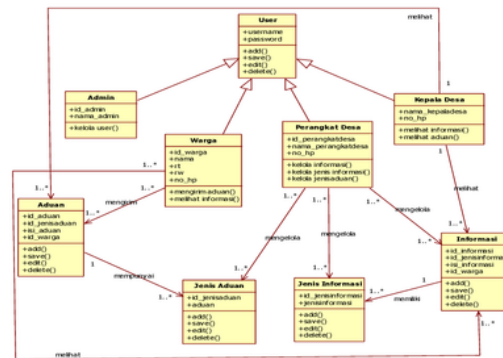 User
+username
+password
+add()
+save()
+edit()
+delete()
melihat
Admin
+id_admin
+nama_admin
+kelola user()
Warga
+id_warga
+nama
+rt
+rw
+no_hp
+mengirim aduan()
+melihat informasi()
Perangkat Desa
+id_perangkatdesa
+nama_perangkatdesa
+no_hp
+kelola informasi()
+kelola jenis informasi()
+kelola jenisaduan()
Kepala Desa
+nama_kepaladesa
+no_hp
+melihat informasi()
+melihat aduan()
1
1
melihat
1..*
1..*
mengirim
1..*
1..*
1..*
1..*
1..*
mengelola
mengelola
mengelola
1..*
Aduan
+id_aduan
+id_jenisaduan
+isi_aduan
+id_warga
+add()
+save()
+edit()
+delete()
1
mempunyai
1..*
1..*
Jenis Aduan
+id_jenisaduan
+aduan
+add()
+save()
+edit()
+delete()
1..*
Jenis Informasi
+id_jenisinformasi
+jenisinformasi
+add()
+save()
+edit()
+delete()
1..*
1
memiliki
Informasi
+id_informasi
+id_jenisinformasi
+isi_informasi
+id_warga
+add()
+save()
+edit()
+delete()
melihat
1..*